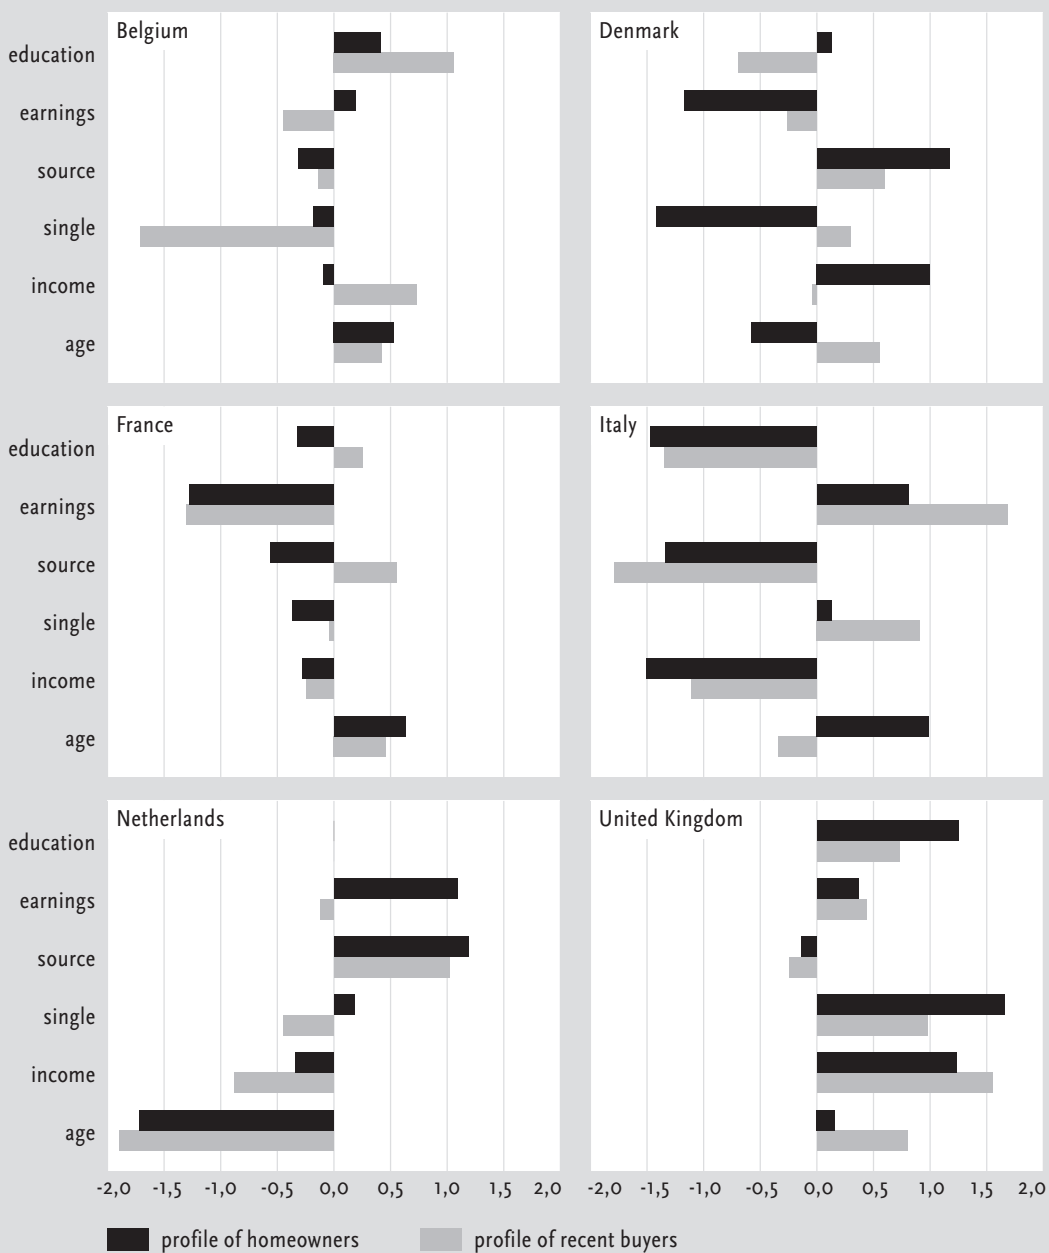 Belgium
Denmark
education
earnings
source
single
income
age
France
Italy
education
earnings
source
single
income
age
Netherlands
United Kingdom
education
earnings
source
single
income
age
-2,0 -1,5 -1,0 -0,5 0,0 0,5 1,0 1,5 2,0
-2,0 -1,5 -1,0 -0,5 0,0 0,5 1,0 1,5 2,0
profile of homeowners
profile of recent buyers